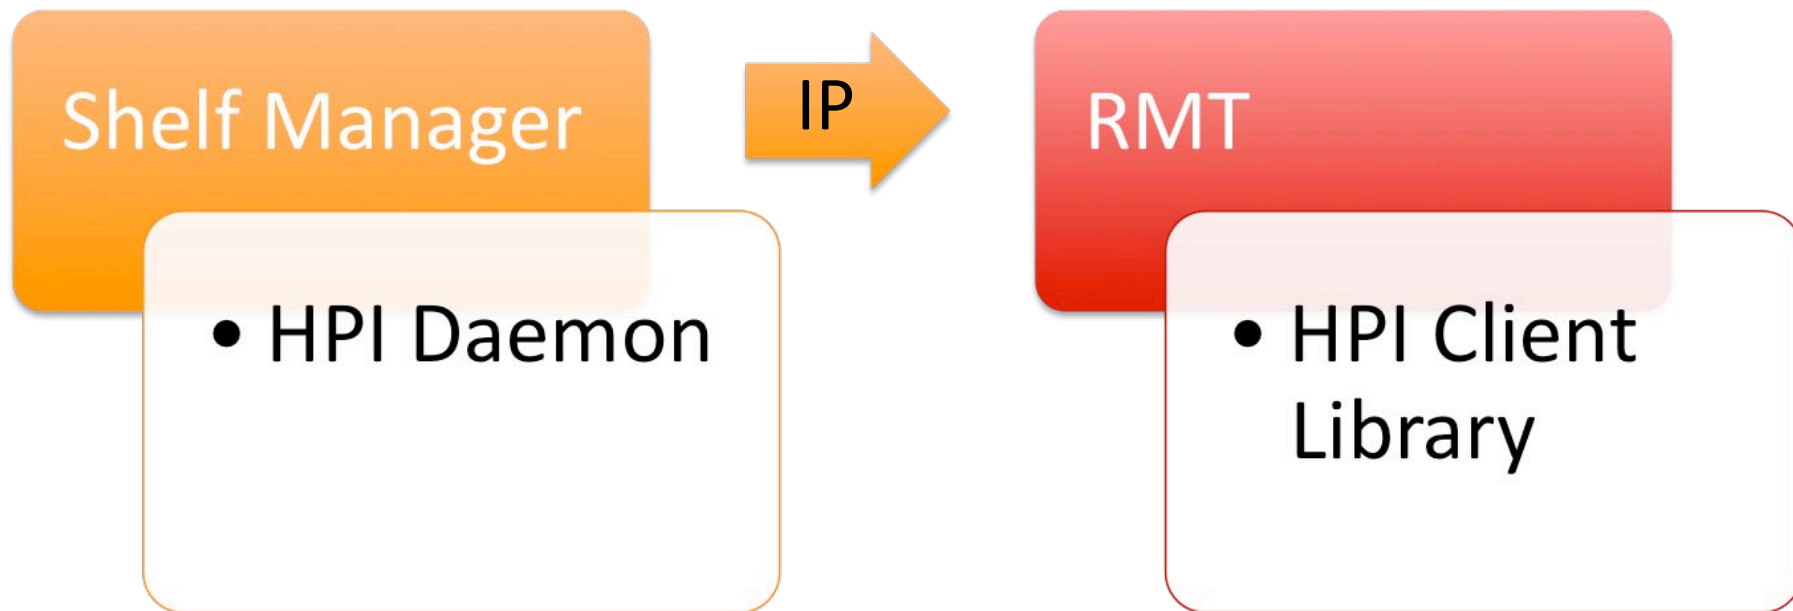 Shelf Manager
IP
RMT
• HPI Daemon
• HPI Client
Library